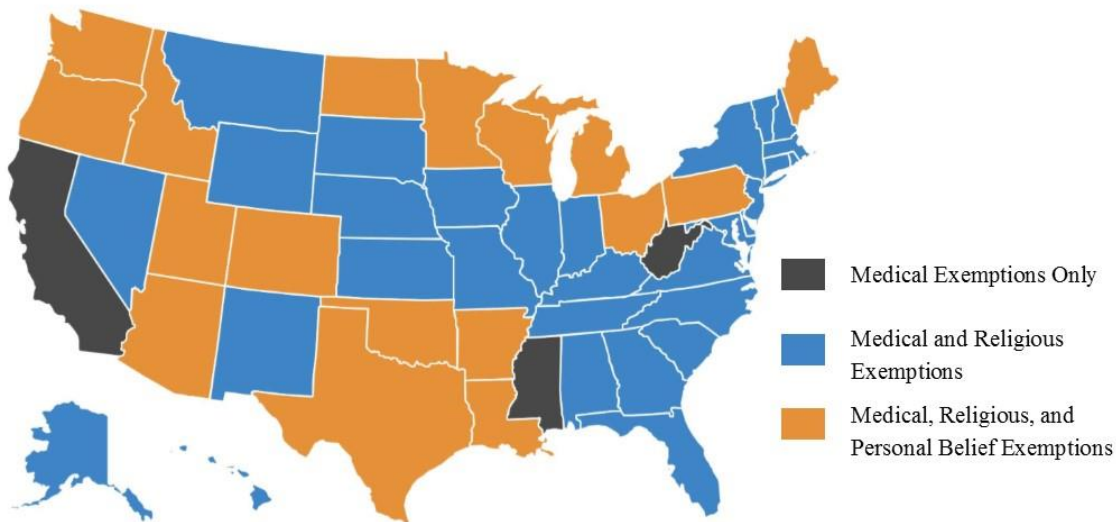 Medical Exemptions Only
Medical and Religious
Exemptions
Medical, Religious, and
Personal Belief Exemptions